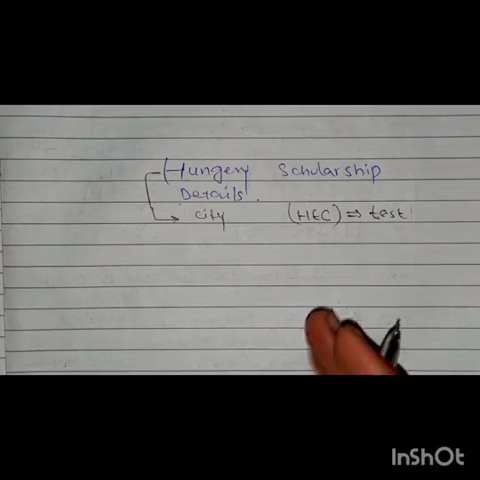 Hungery Scholarship
Details.
→ city (HEC) ⇒ test
InShOt